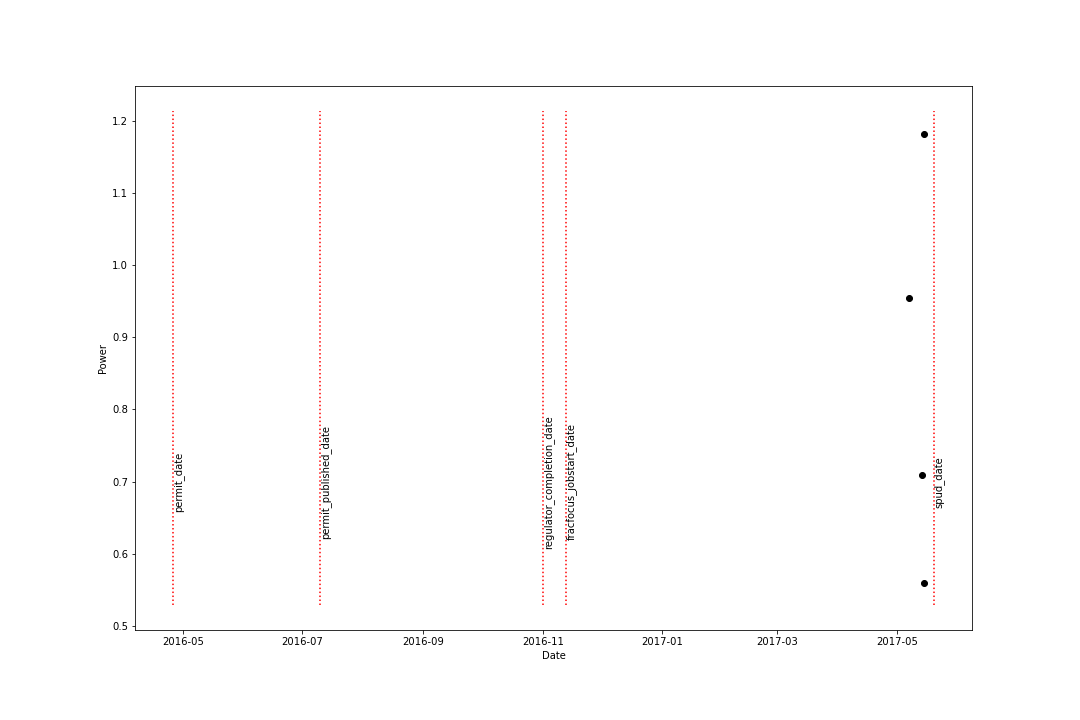 1.2
1.1
1.0
0.9
0.8
0.7
0.6
0.5
Power
permit_date
permit_published_date
regulator_completion_date
fracfocus_jobstart_date
spud_date
2016-05
2016-07
2016-09
2016-11
2017-01
2017-03
2017-05
Date